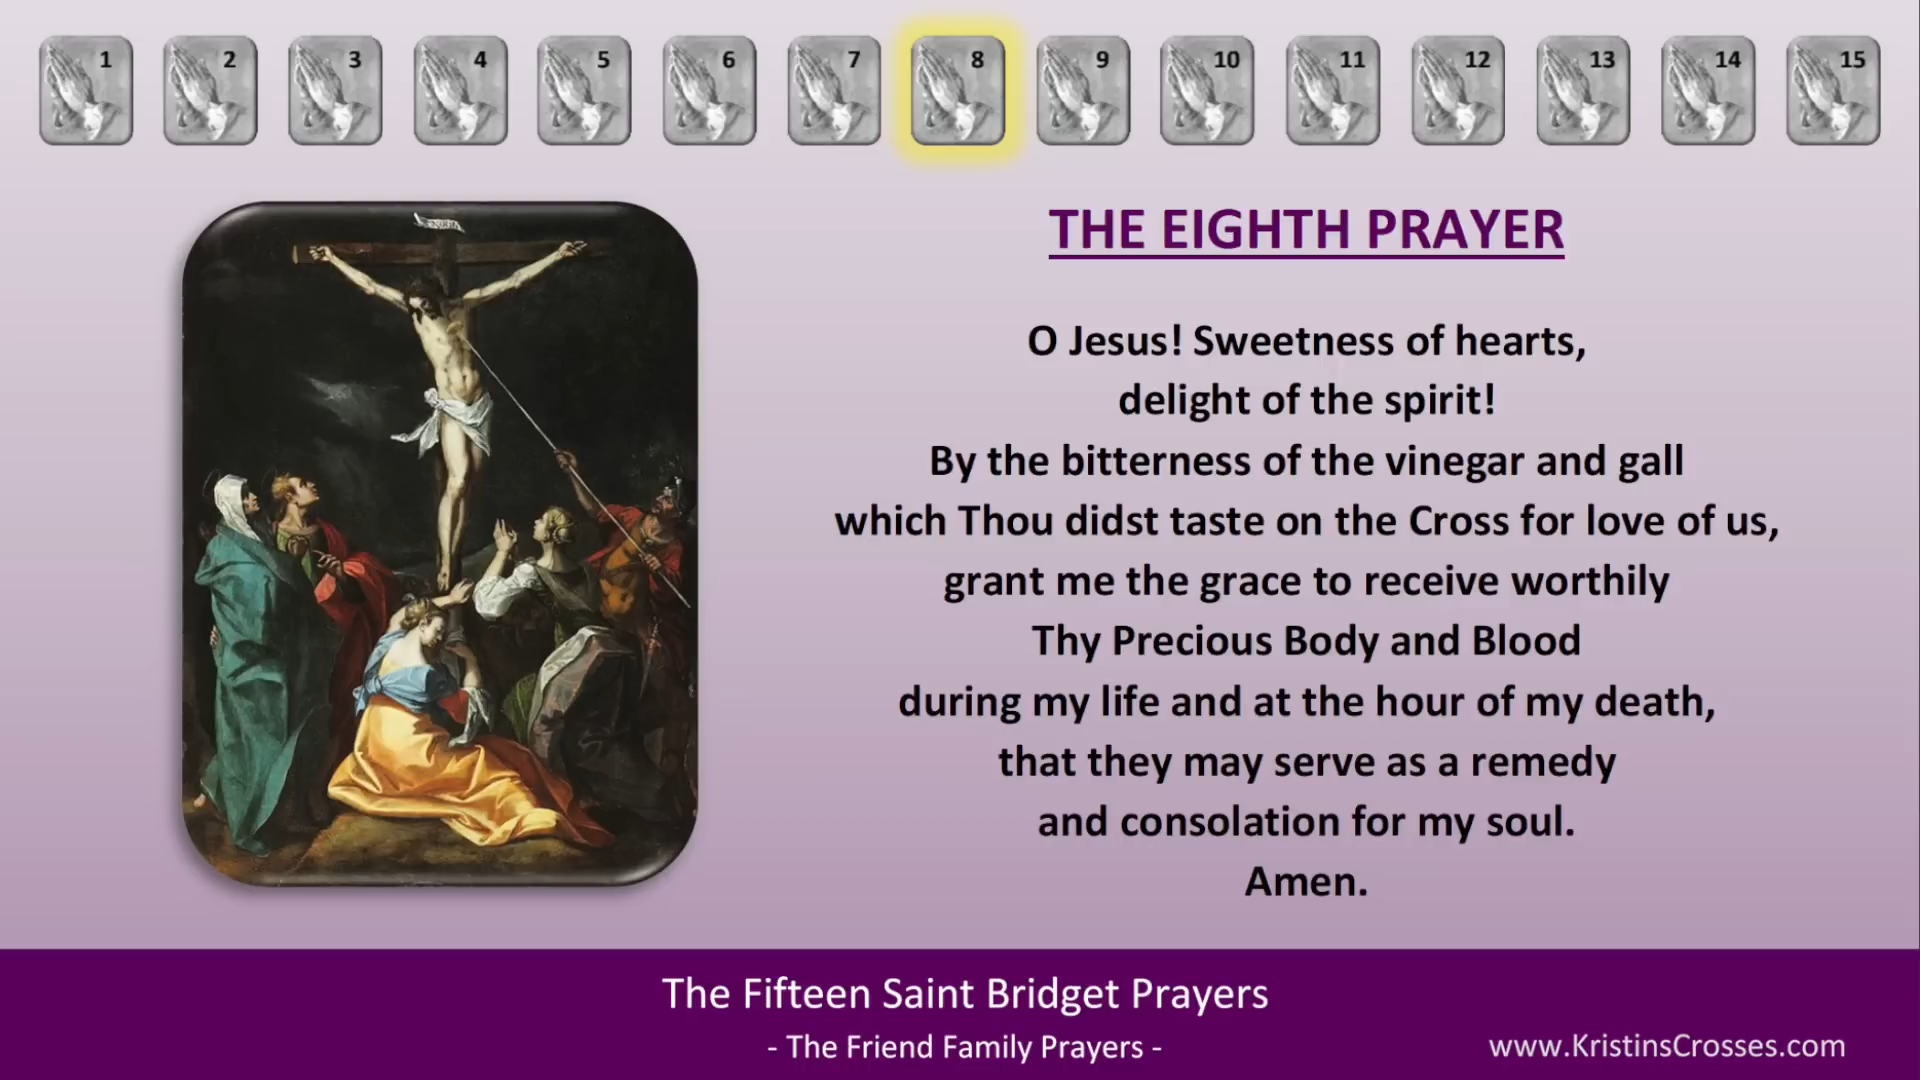 1 2 3 4 5 6 7 8 9 10 11 12 13 14 15
THE EIGHTH PRAYER
O Jesus! Sweetness of hearts,
delight of the spirit!
By the bitterness of the vinegar and gall
which Thou didst taste on the Cross for love of us,
grant me the grace to receive worthily
Thy Precious Body and Blood
during my life and at the hour of my death,
that they may serve as a remedy
and consolation for my soul.
Amen.
The Fifteen Saint Bridget Prayers
- The Friend Family Prayers -
www.KristinsCrosses.com